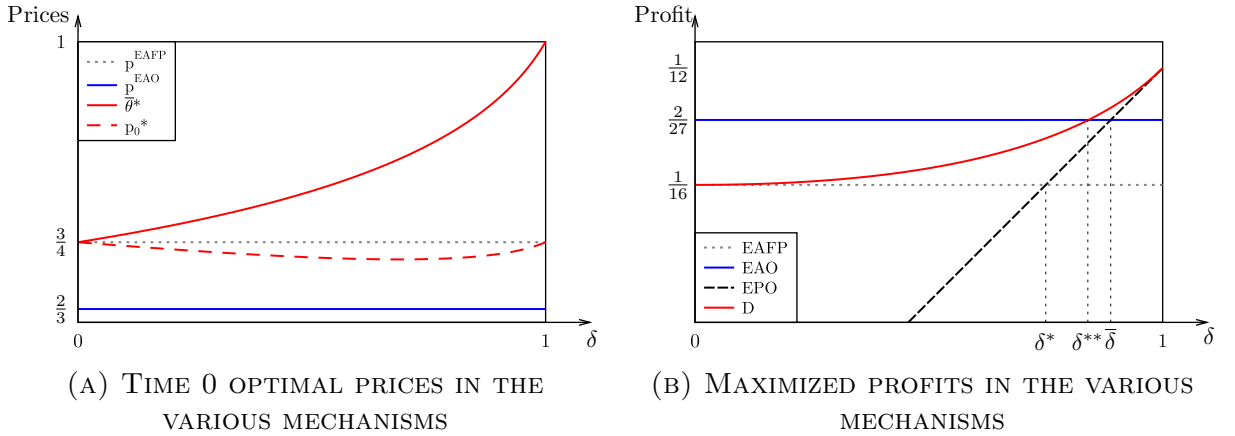 Prices
1
p^EAFP
p^EAO
θ̅*
p₀*
3/4
2/3
0
1
δ
(A) Time 0 optimal prices in the
various mechanisms
Profit
1/12
2/27
1/16
EAFP
EAO
EPO
D
0
δ*
δ**
δ̅
1
δ
(B) Maximized profits in the various
mechanisms